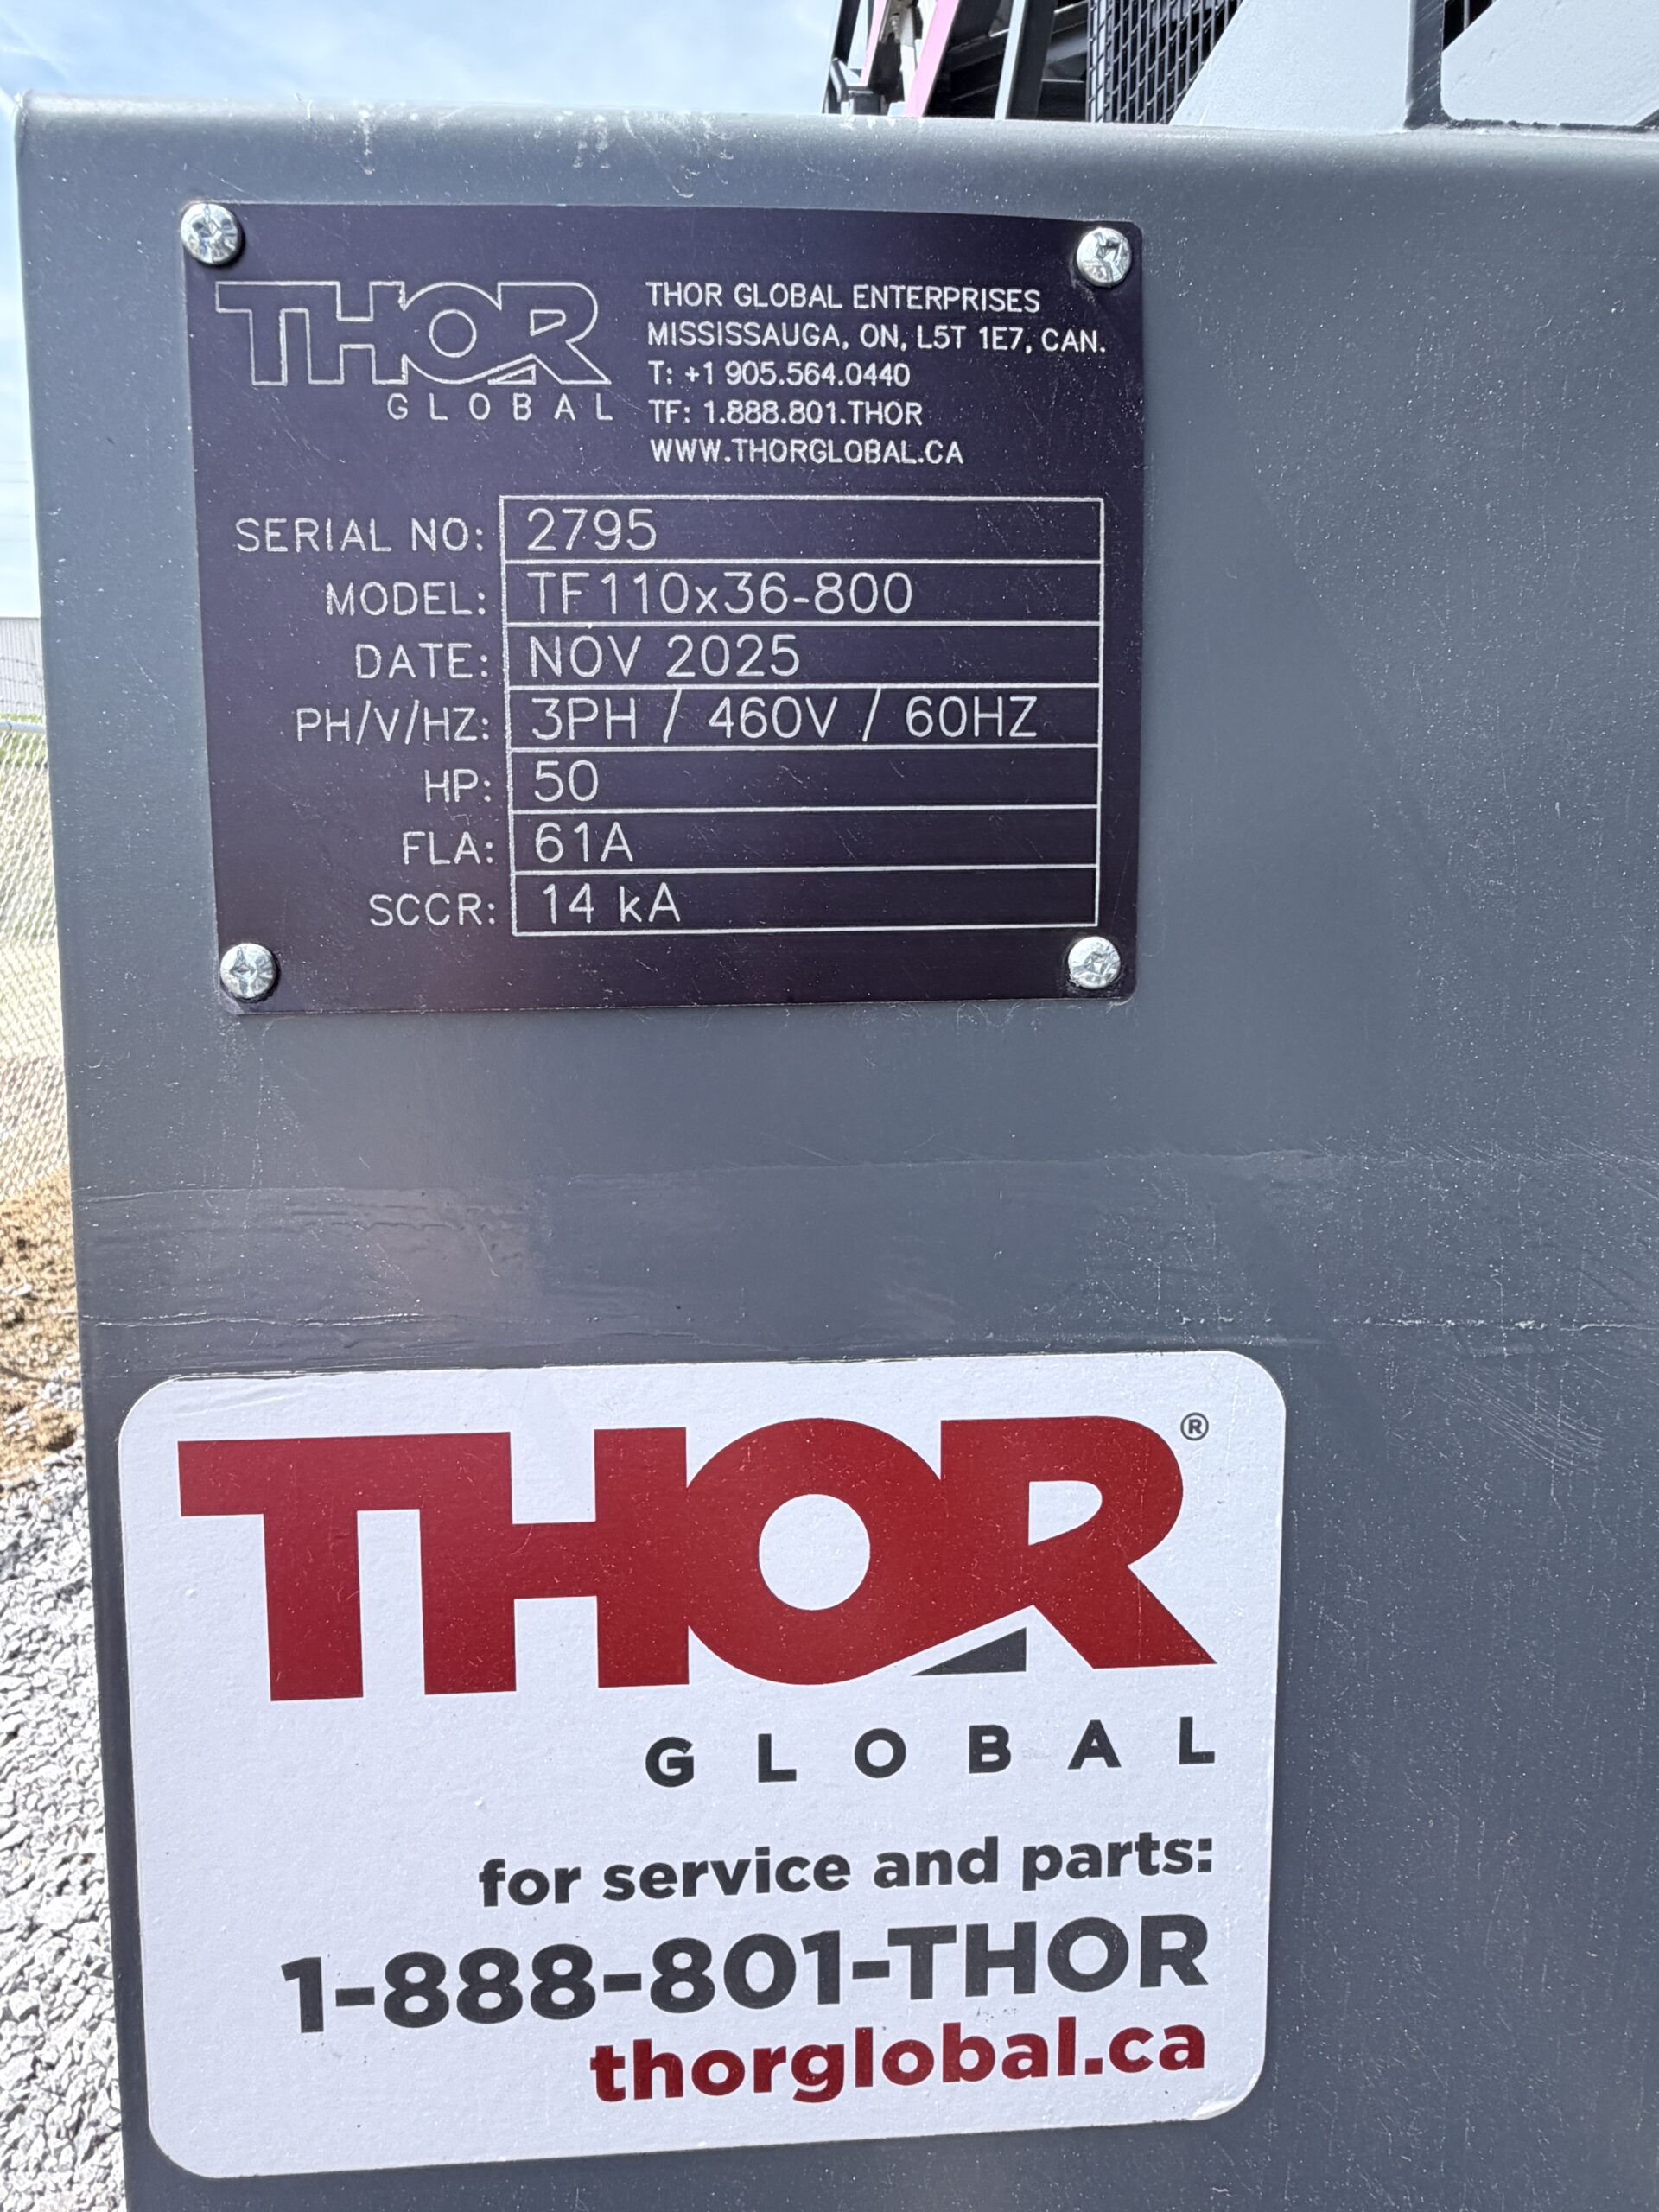 THOR
GLOBAL
THOR GLOBAL ENTERPRISES
MISSISSAUGA, ON, L5T 1E7, CAN.
T: +1 905.564.0440
TF: 1.888.801.THOR
WWW.THORGLOBAL.CA
SERIAL NO: 2795
MODEL: TF110x36-800
DATE: NOV 2025
PH/V/HZ: 3PH / 460V / 60HZ
HP: 50
FLA: 61A
SCCR: 14 kA
THOR®
GLOBAL
for service and parts:
1-888-801-THOR
thorglobal.ca